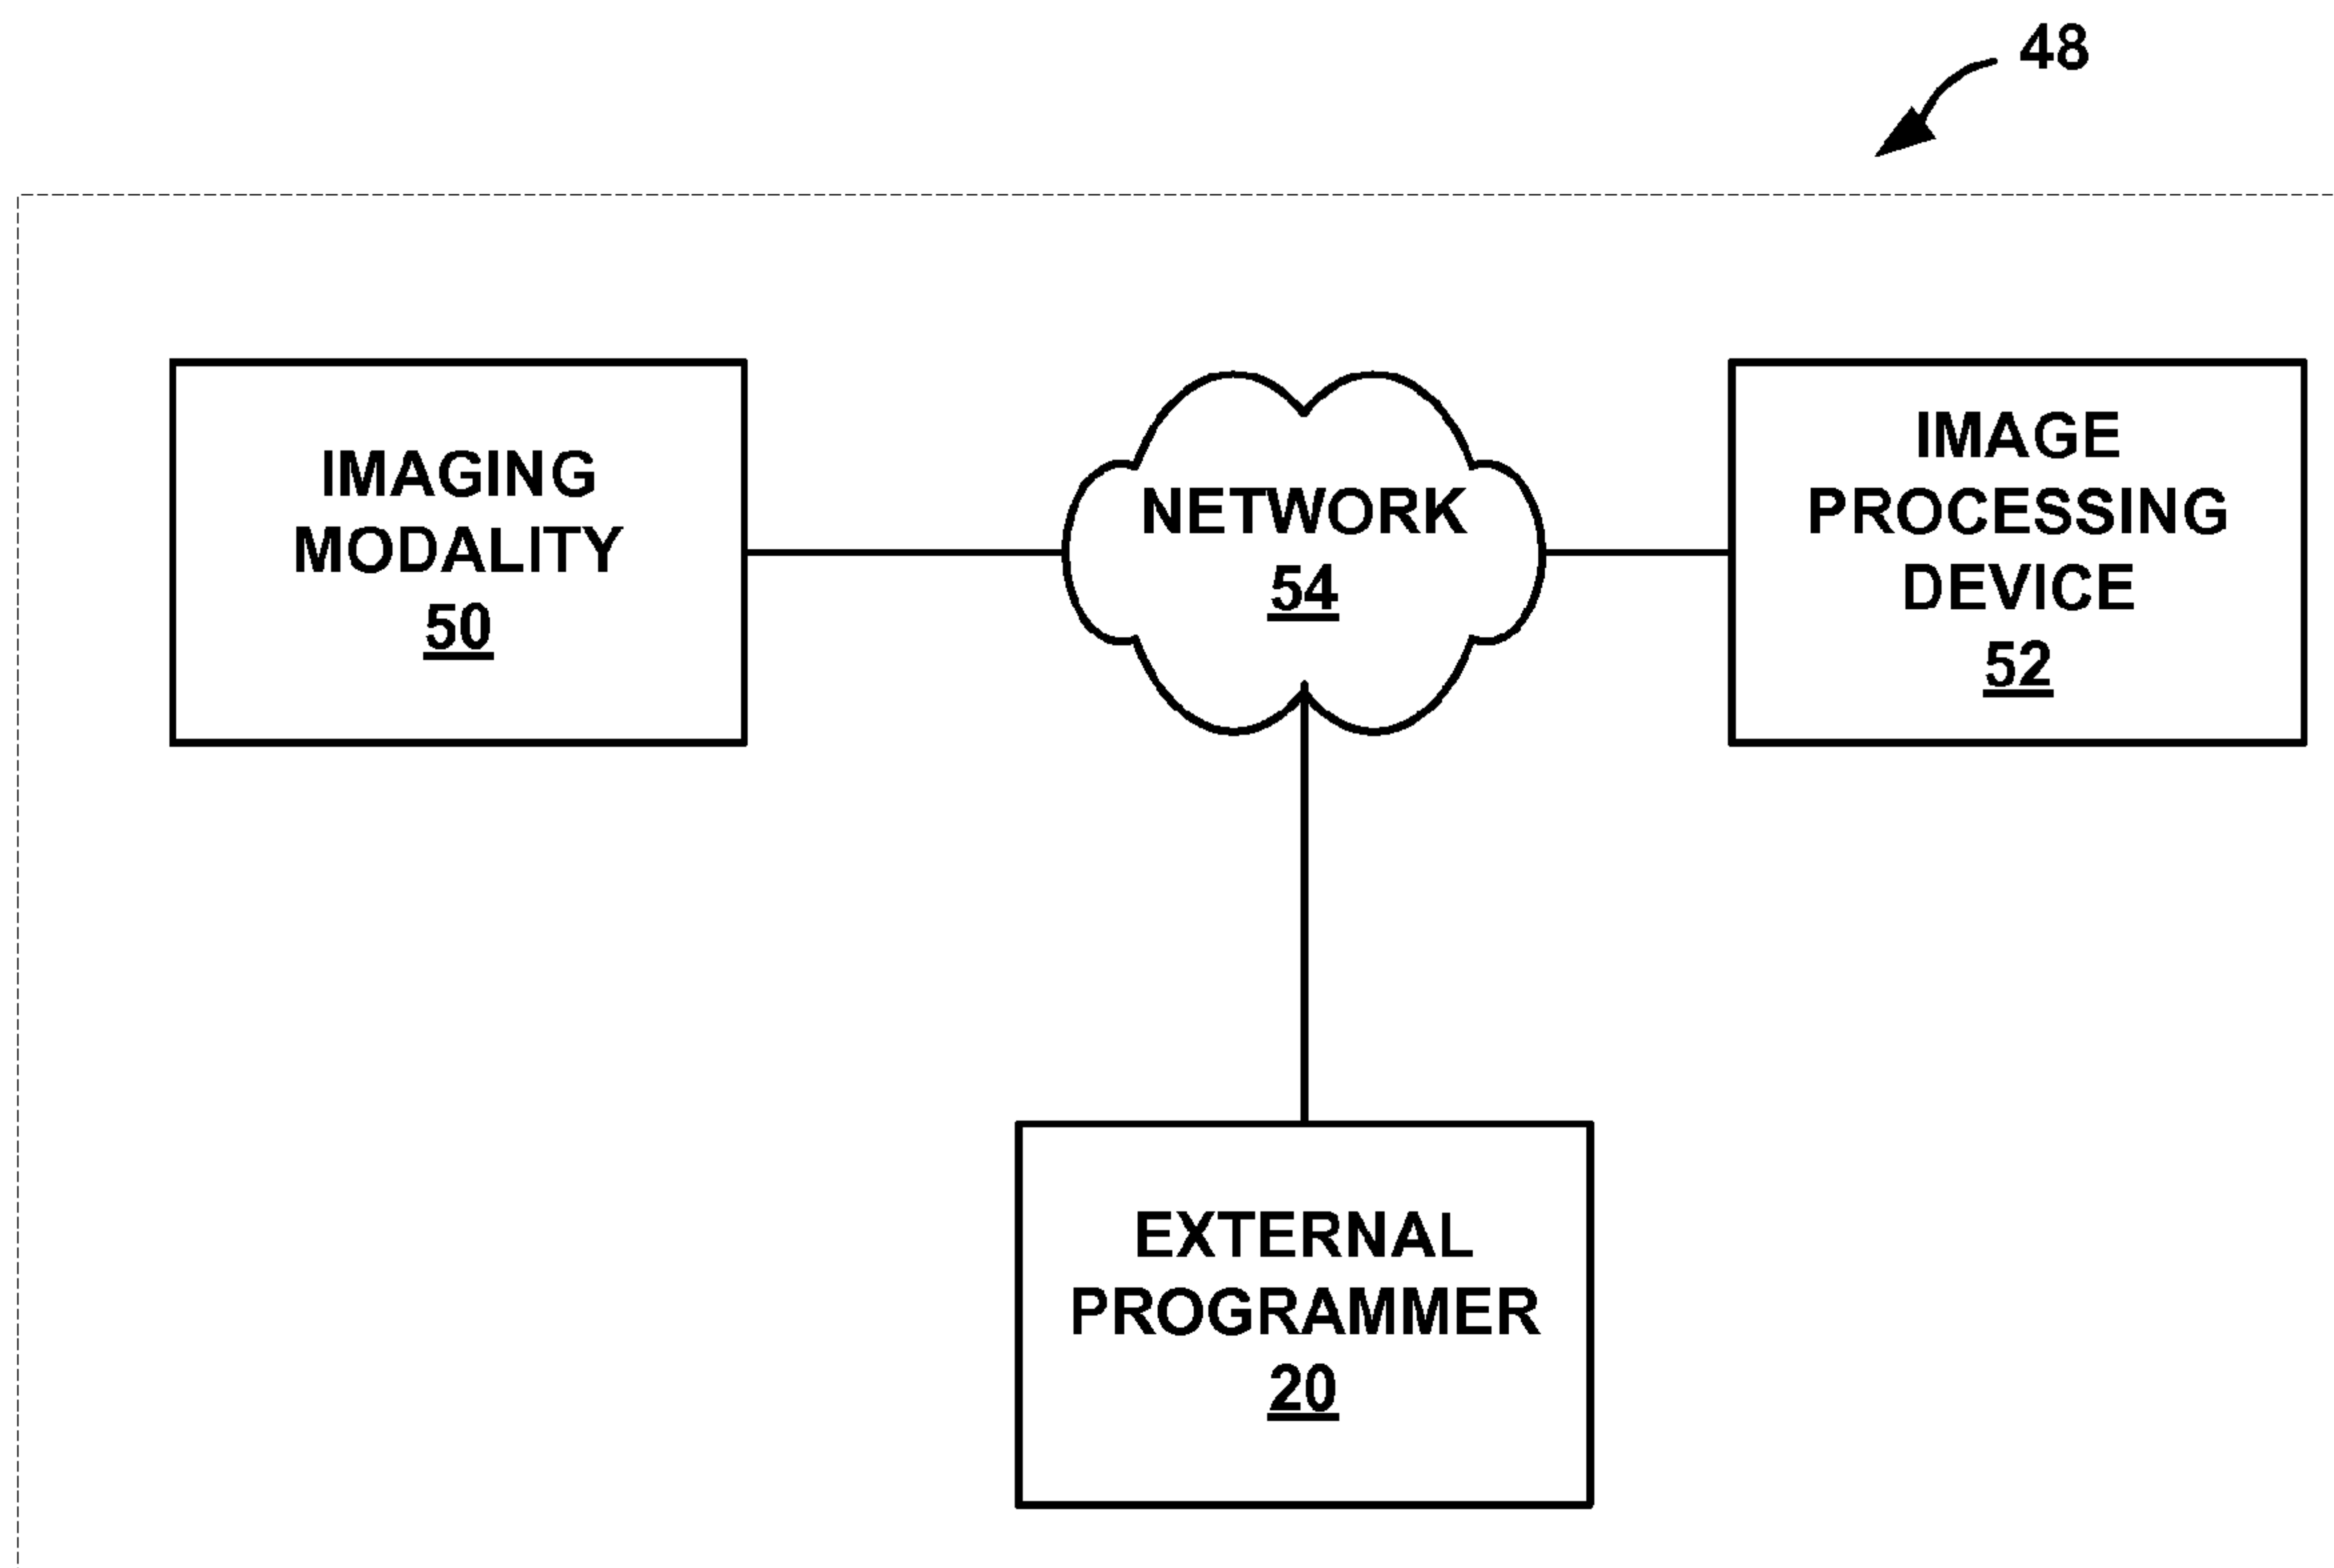 48
IMAGING
MODALITY
50
NETWORK
54
IMAGE
PROCESSING
DEVICE
52
EXTERNAL
PROGRAMMER
20